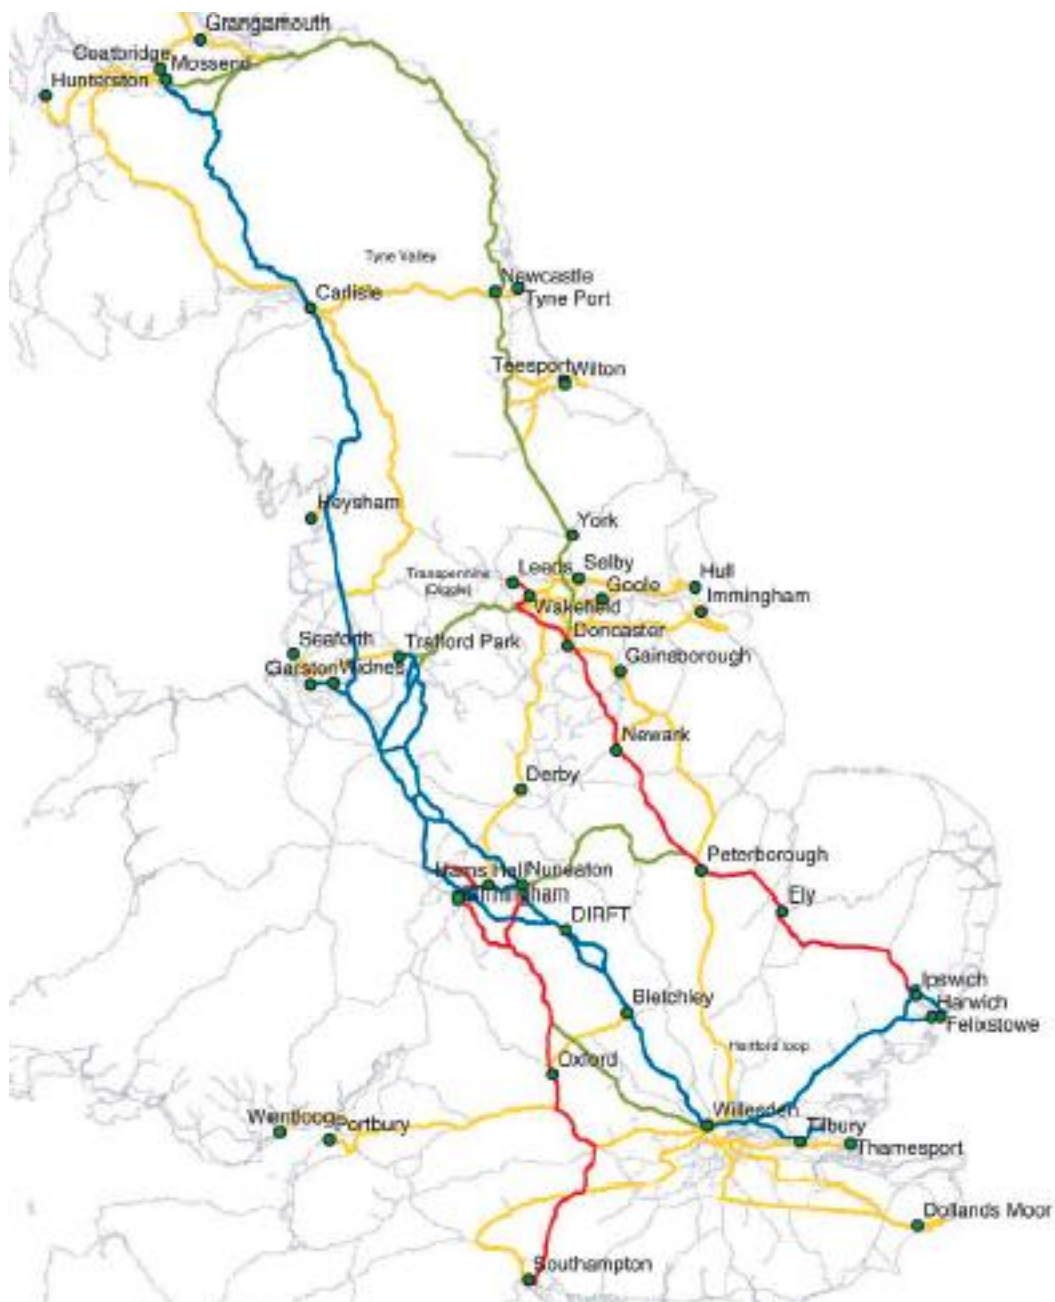 Grangemouth
Coatbridge
Mossend
Hunterston
Tyne Valley
Newcastle
Carlisle
Tyne Port
Teesport
Wilton
Heysham
York
Leeds
Selby
Hull
Transpennine
(Diggle)
Goole
Immingham
Wakefield
Doncaster
Seaforth
Trafford Park
Gainsborough
Garston
Widnes
Newark
Derby
Peterborough
Hams Hall
Nuneaton
Birmingham
Ely
DIRFT
Ipswich
Bletchley
Harwich
Felixstowe
Hertford loop
Oxford
Willesden
Wentloog
Portbury
Tilbury
Thamesport
Dollands Moor
Southampton